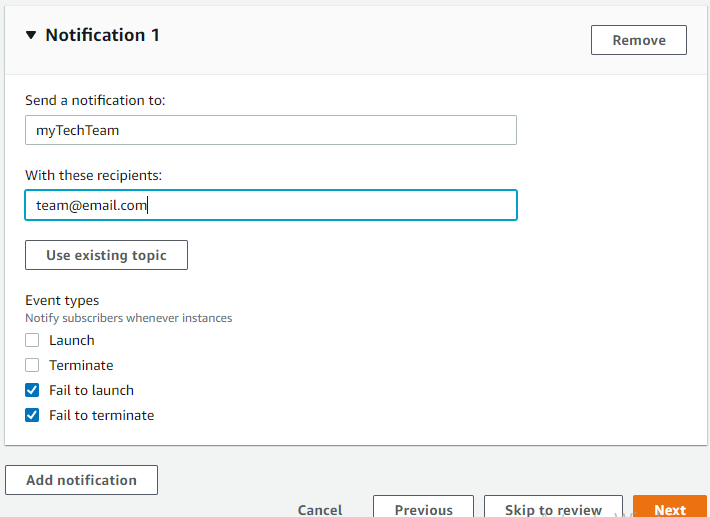 Notification 1
Remove
Send a notification to:
myTechTeam
With these recipients:
team@email.com
Use existing topic
Event types
Notify subscribers whenever instances
Launch
Terminate
Fail to launch
Fail to terminate
Add notification
Cancel Previous Skip to review Next